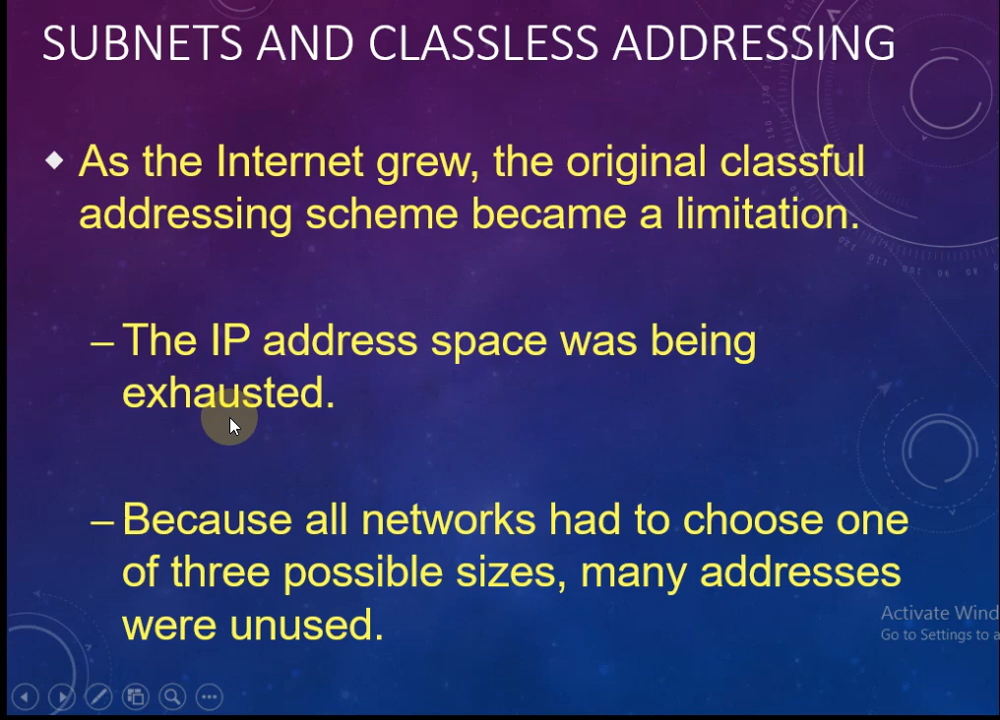 SUBNETS AND CLASSLESS ADDRESSING
As the Internet grew, the original classful
addressing scheme became a limitation.
– The IP address space was being
exhausted.
– Because all networks had to choose one
of three possible sizes, many addresses
were unused.
Activate Wind
Go to Settings to a